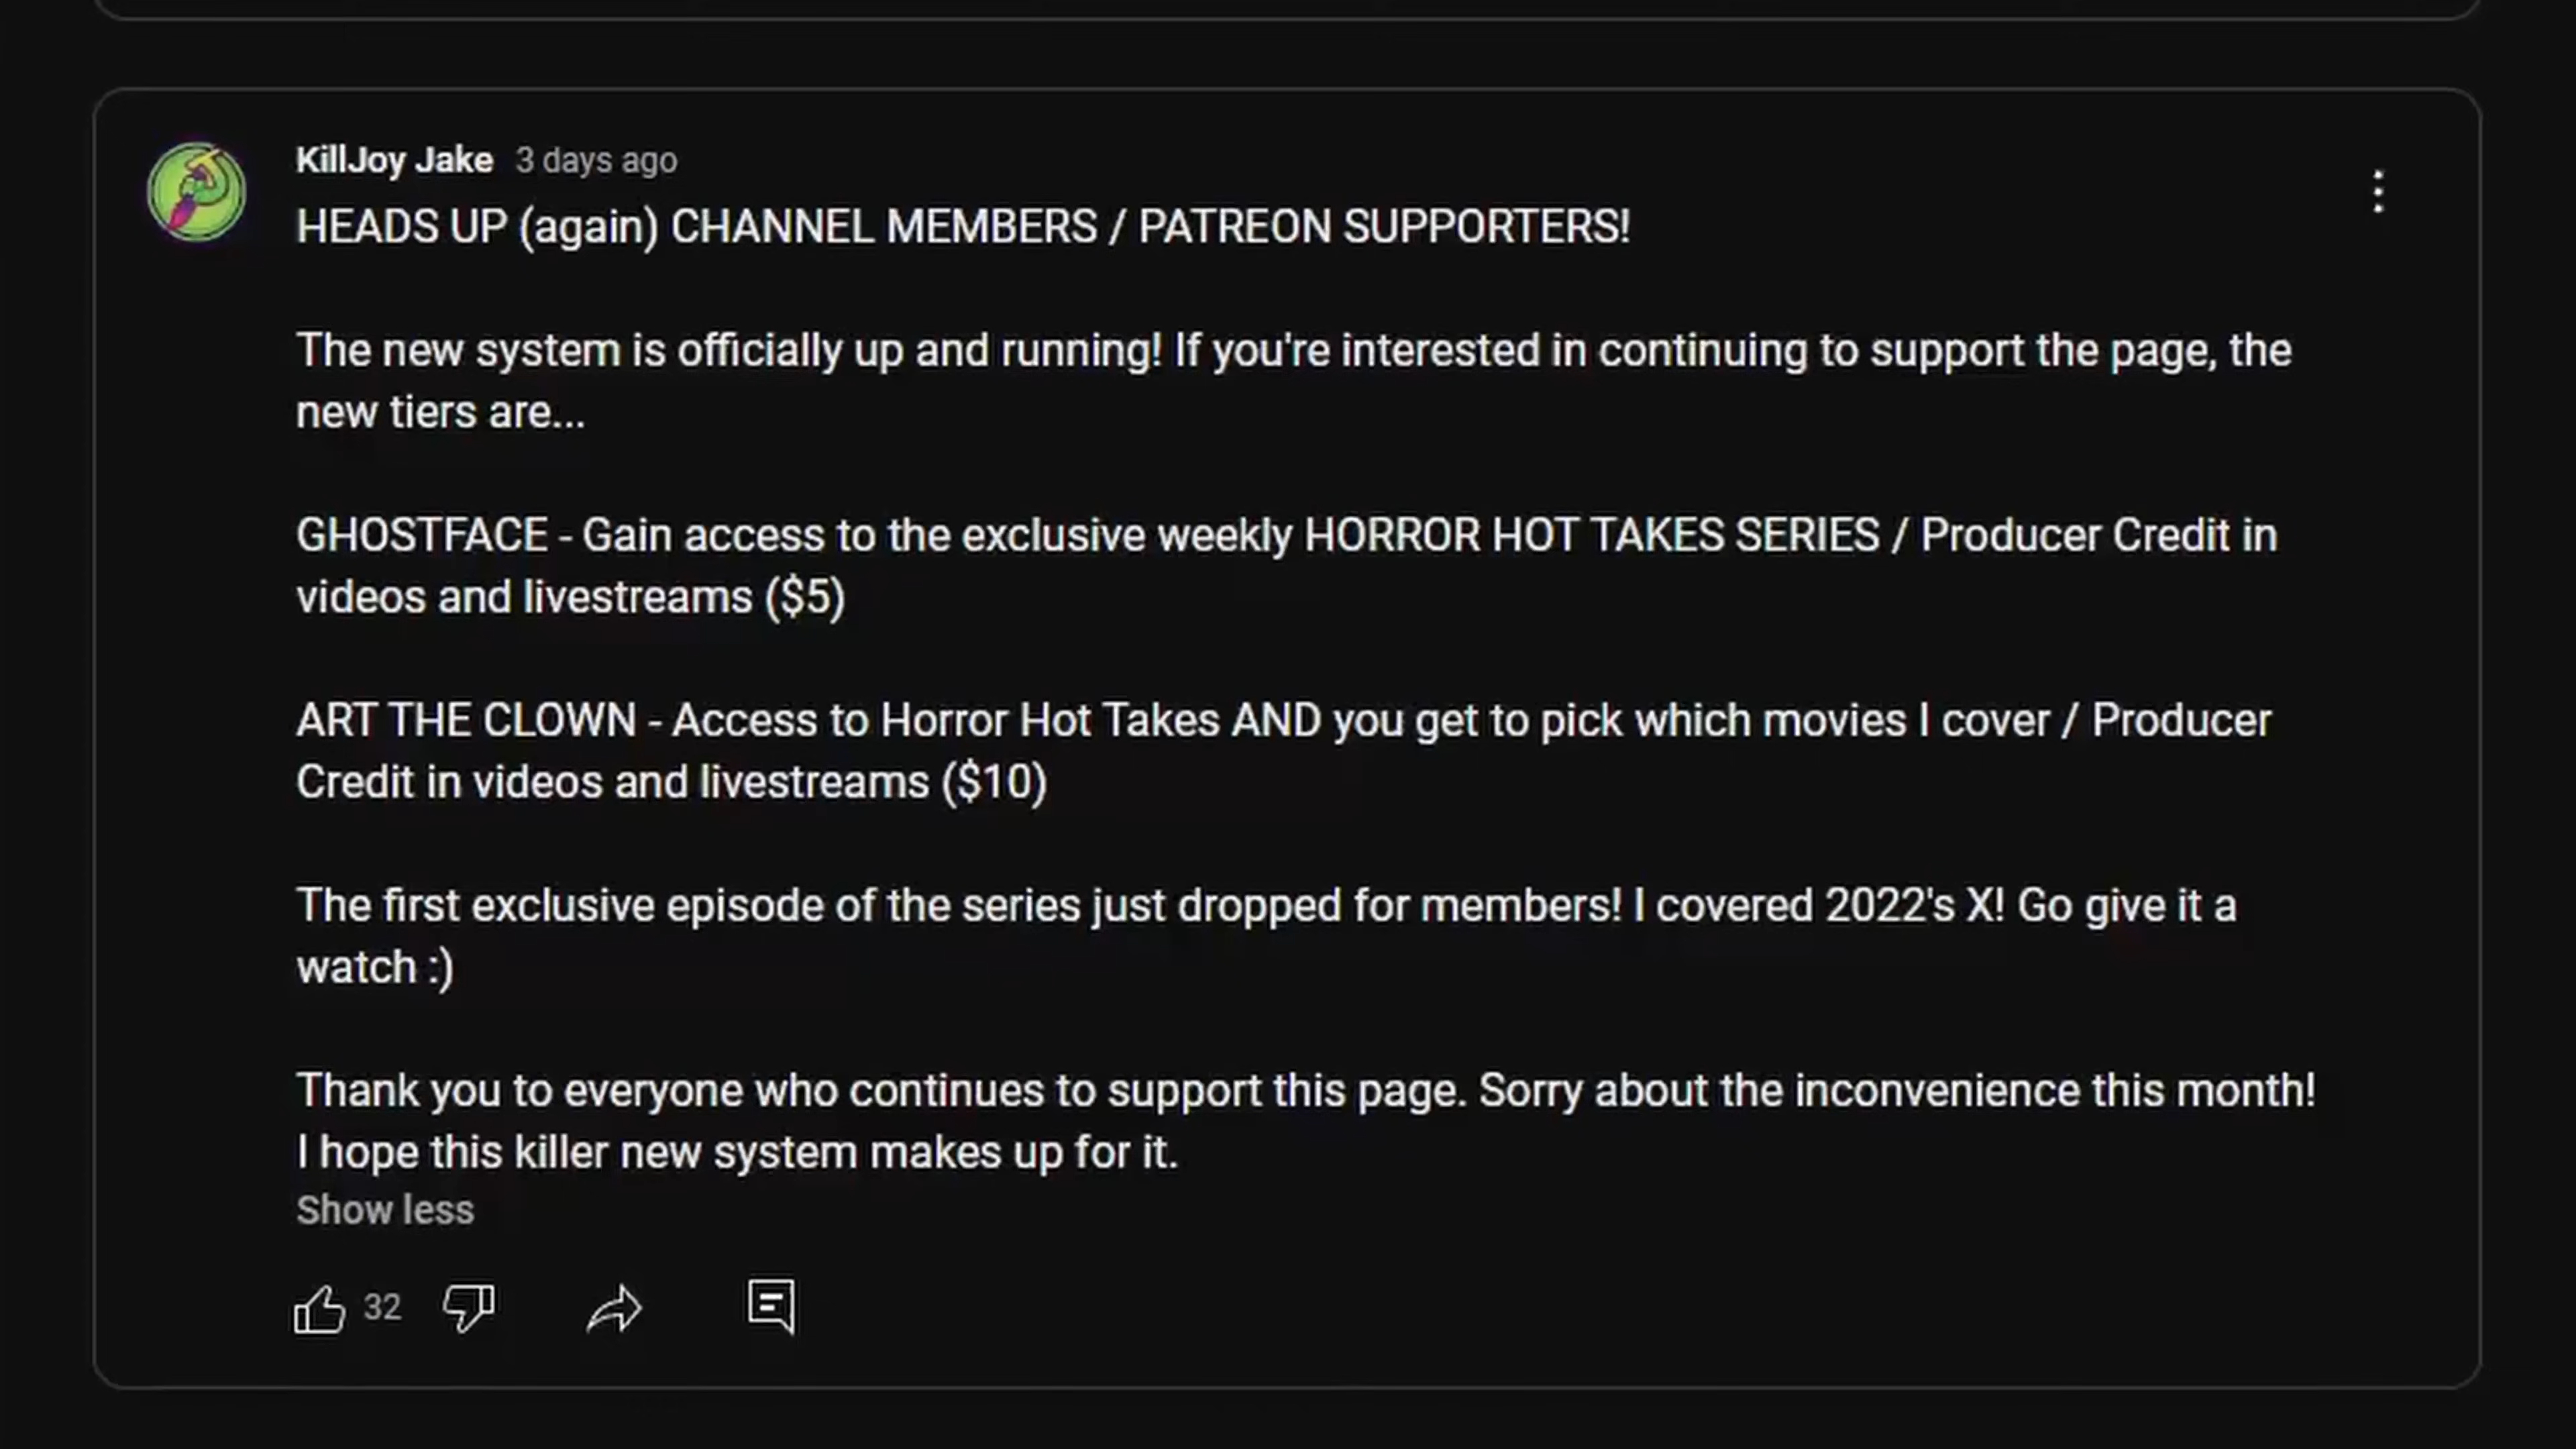 KillJoy Jake 3 days ago
HEADS UP (again) CHANNEL MEMBERS / PATREON SUPPORTERS!
The new system is officially up and running! If you're interested in continuing to support the page, the
new tiers are...
GHOSTFACE - Gain access to the exclusive weekly HORROR HOT TAKES SERIES / Producer Credit in
videos and livestreams ($5)
ART THE CLOWN - Access to Horror Hot Takes AND you get to pick which movies I cover / Producer
Credit in videos and livestreams ($10)
The first exclusive episode of the series just dropped for members! I covered 2022's X! Go give it a
watch :)
Thank you to everyone who continues to support this page. Sorry about the inconvenience this month!
I hope this killer new system makes up for it.
Show less
32